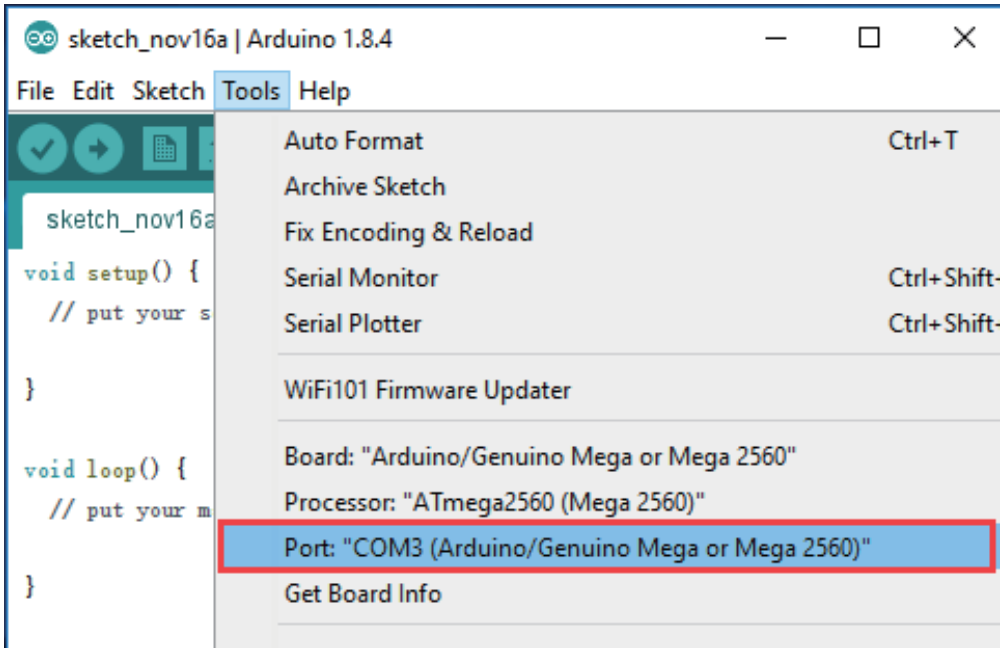 sketch_nov16a | Arduino 1.8.4
File Edit Sketch Tools Help
Auto Format Ctrl+T
Archive Sketch
sketch_nov16a
Fix Encoding & Reload
void setup() {
Serial Monitor Ctrl+Shift-
// put your s
Serial Plotter Ctrl+Shift-
}
WiFi101 Firmware Updater
Board: "Arduino/Genuino Mega or Mega 2560"
void loop() {
Processor: "ATmega2560 (Mega 2560)"
// put your m
Port: "COM3 (Arduino/Genuino Mega or Mega 2560)"
}
Get Board Info